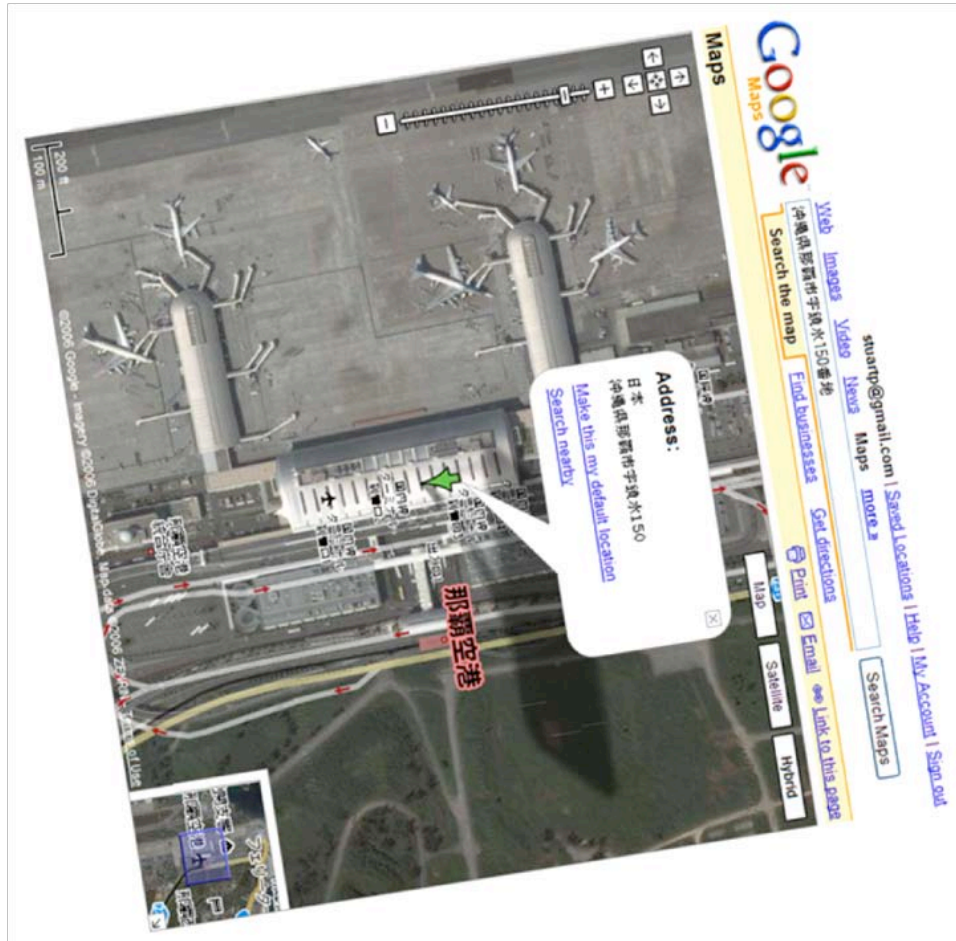 stuartp@gmail.com | Saved Locations | Help | My Account | Sign out
Google
Maps
Web Images Video News Maps more »
沖縄県那覇市字鏡水150番地
Search Maps
Search the map
Find businesses
Get directions
Maps
Print
Email
Link to this page
Map
Satellite
Hybrid
Address:
日本
沖縄県那覇市字鏡水150
Make this my default location
Search nearby
那覇空港
200 ft
100 m
©2006 Google - Imagery ©2006 DigitalGlobe, Map data ©2006